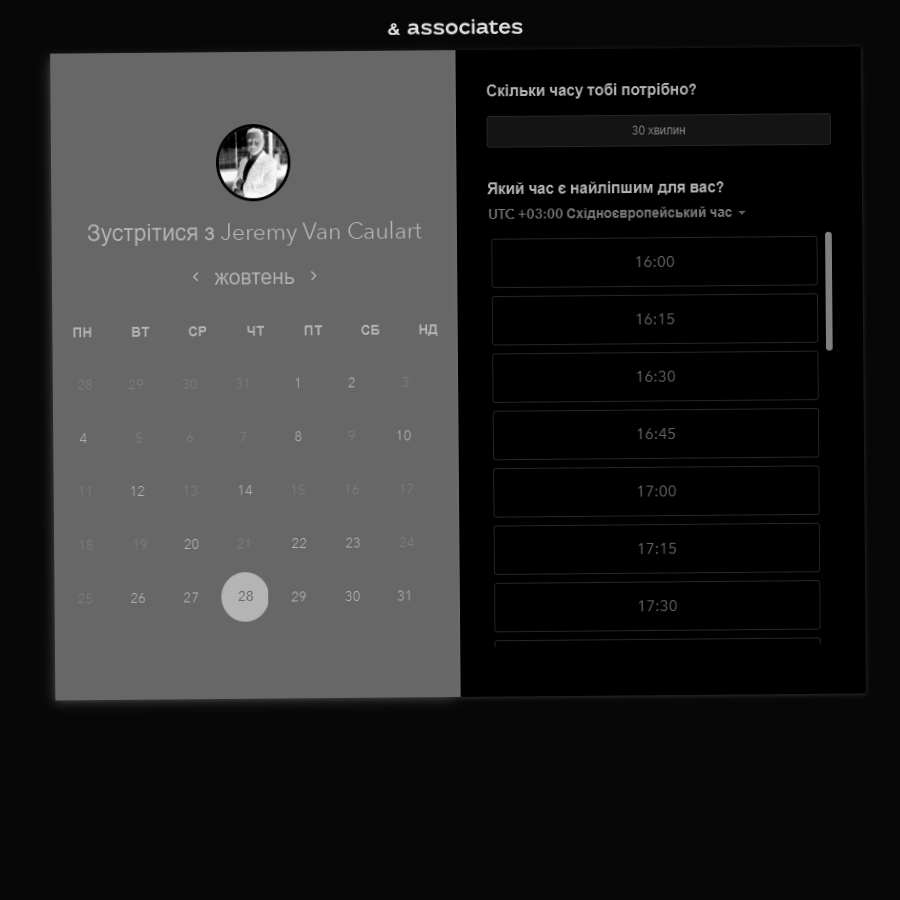 & associates
Зустрітися з Jeremy Van Caulart
‹ жовтень ›
ПН ВТ СР ЧТ ПТ СБ НД
28 29 30 31 1 2 3
4 5 6 7 8 9 10
11 12 13 14 15 16 17
18 19 20 21 22 23 24
25 26 27 28 29 30 31
Скільки часу тобі потрібно?
30 хвилин
Який час є найліпшим для вас?
UTC +03:00 Східноєвропейський час
16:00
16:15
16:30
16:45
17:00
17:15
17:30